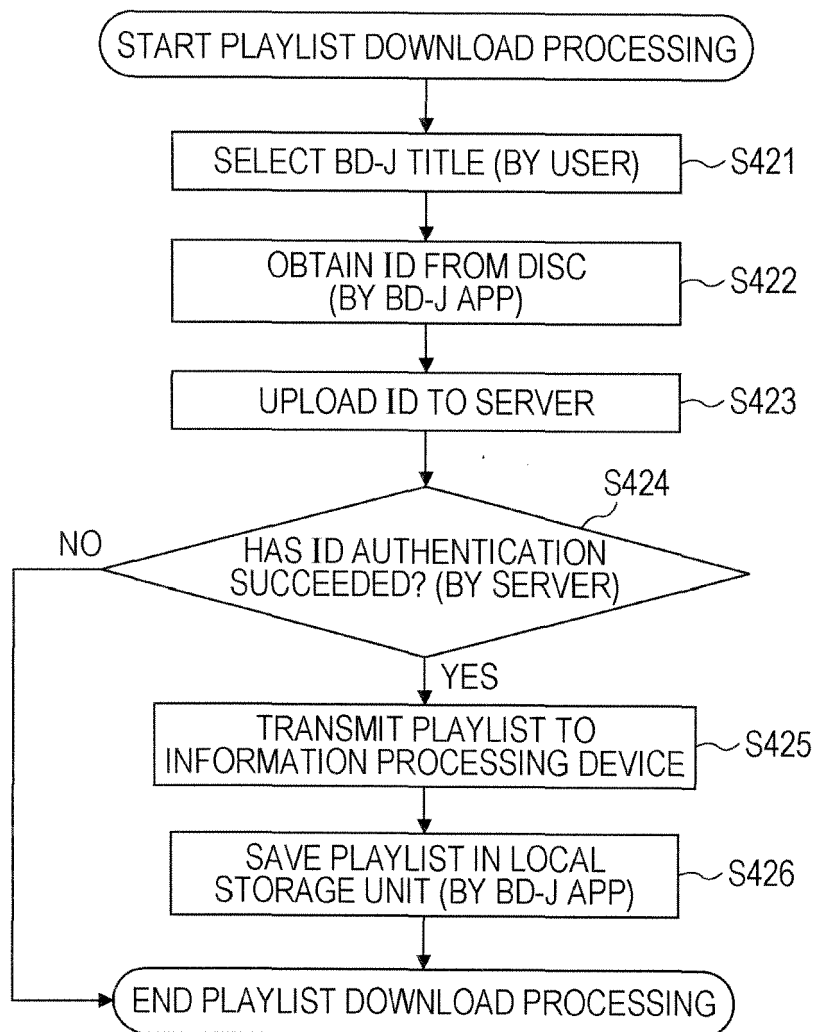 START PLAYLIST DOWNLOAD PROCESSING
SELECT BD-J TITLE (BY USER)
S421
OBTAIN ID FROM DISC
(BY BD-J APP)
S422
UPLOAD ID TO SERVER
S423
S424
NO
HAS ID AUTHENTICATION
SUCCEEDED? (BY SERVER)
YES
TRANSMIT PLAYLIST TO
INFORMATION PROCESSING DEVICE
S425
SAVE PLAYLIST IN LOCAL
STORAGE UNIT (BY BD-J APP)
S426
END PLAYLIST DOWNLOAD PROCESSING